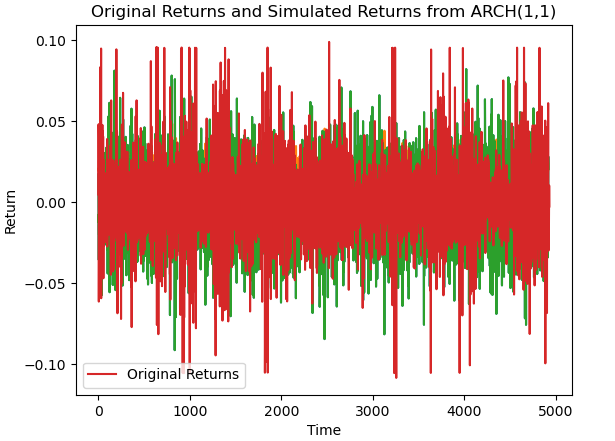 Original Returns and Simulated Returns from ARCH(1,1)
0.10
0.05
0.00
−0.05
−0.10
Return
Original Returns
0 1000 2000 3000 4000 5000
Time